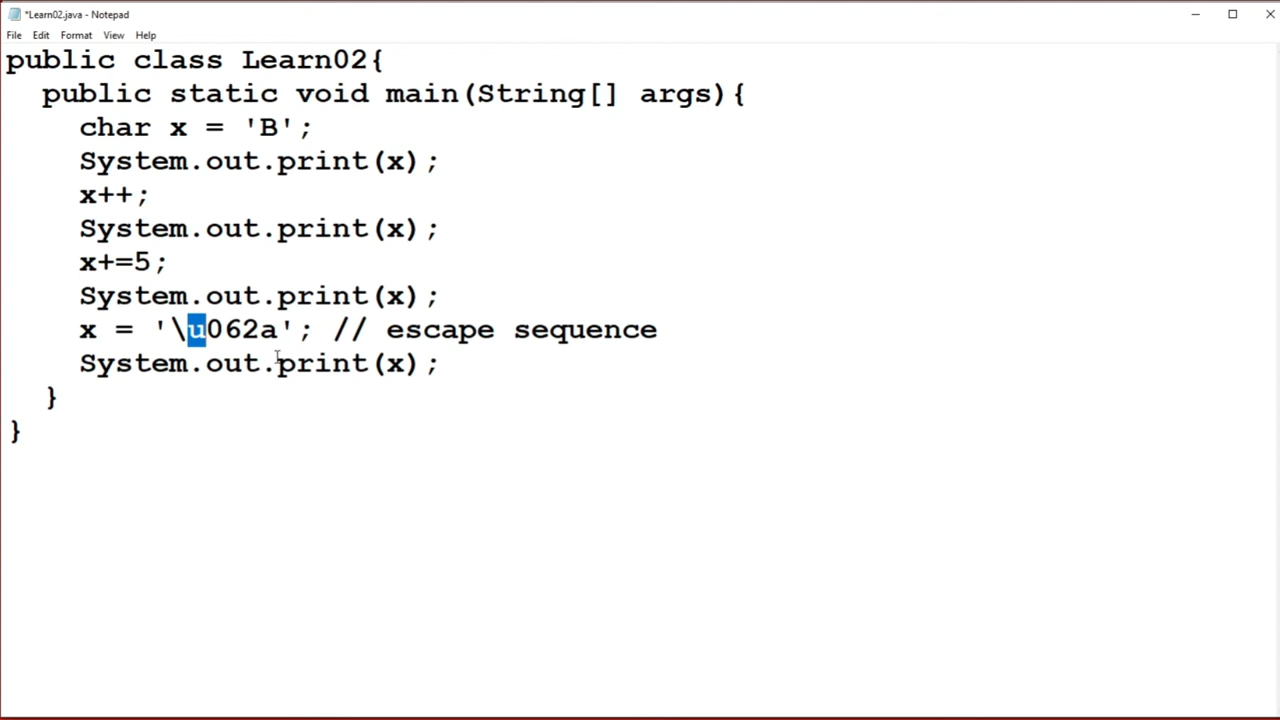 *Learn02.java - Notepad
File Edit Format View Help
public class Learn02{
public static void main(String[] args){
char x = 'B';
System.out.print(x);
x++;
System.out.print(x);
x+=5;
System.out.print(x);
x = '\u062a'; // escape sequence
System.out.print(x);
}
}